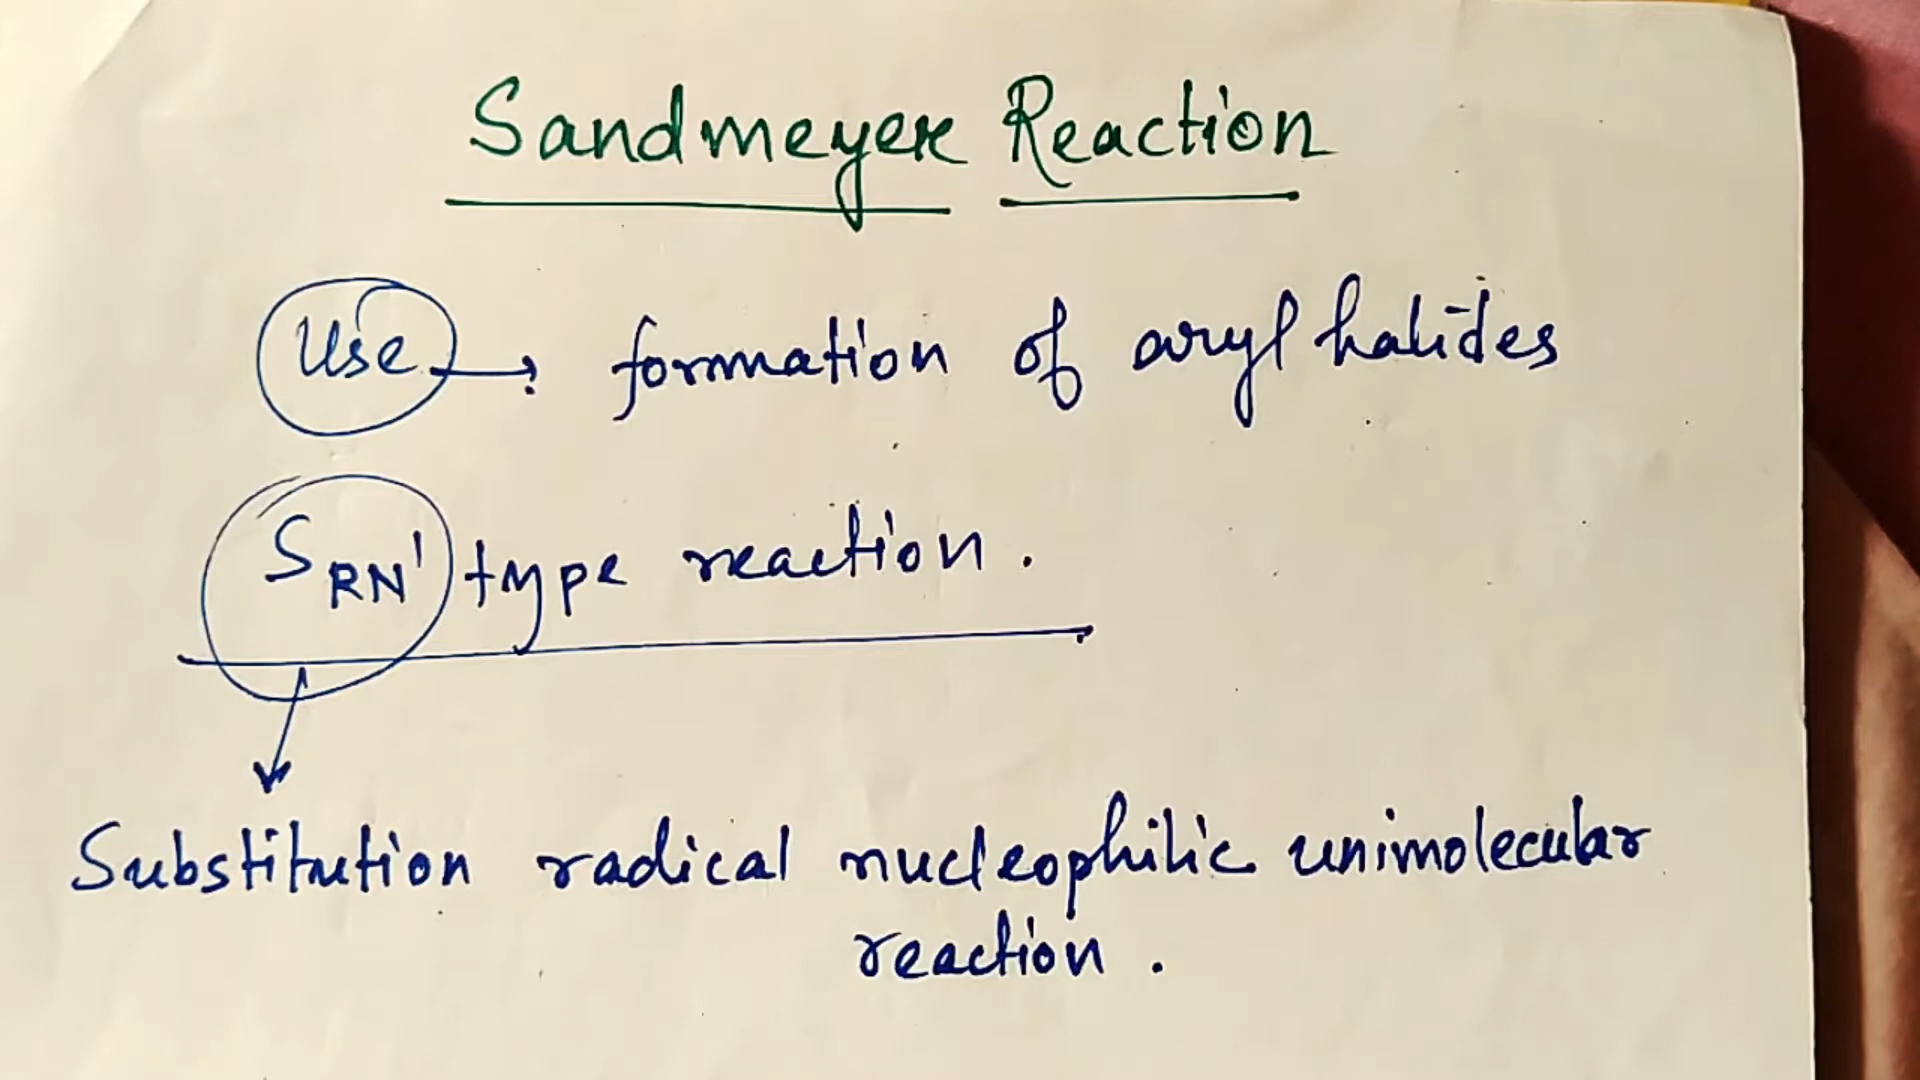 Sandmeyer Reaction
Use → formation of aryl halides
SRN1 type reaction.
Substitution radical nucleophilic unimolecular
reaction.